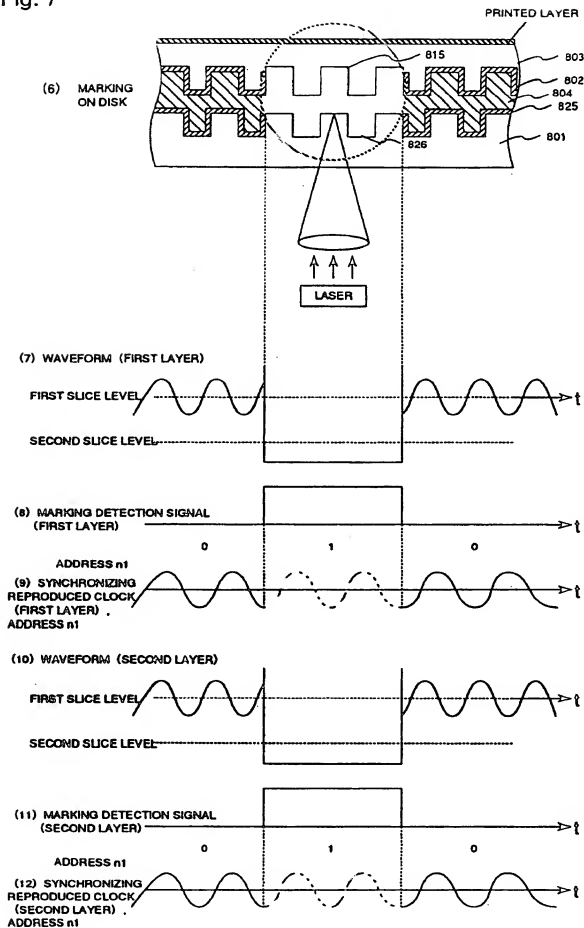 Fig. 7
PRINTED LAYER
815
803
(6) MARKING
ON DISK
802
804
825
826
801
LASER
(7) WAVEFORM (FIRST LAYER)
FIRST SLICE LEVEL
t
SECOND SLICE LEVEL
(8) MARKING DETECTION SIGNAL
(FIRST LAYER)
t
0 1 0
ADDRESS n1
(9) SYNCHRONIZING
REPRODUCED CLOCK
(FIRST LAYER) .
ADDRESS n1
t
(10) WAVEFORM (SECOND LAYER)
FIRST SLICE LEVEL
t
SECOND SLICE LEVEL
(11) MARKING DETECTION SIGNAL
(SECOND LAYER)
t
0 1 0
ADDRESS n1
(12) SYNCHRONIZING
REPRODUCED CLOCK
(SECOND LAYER) .
ADDRESS n1
t